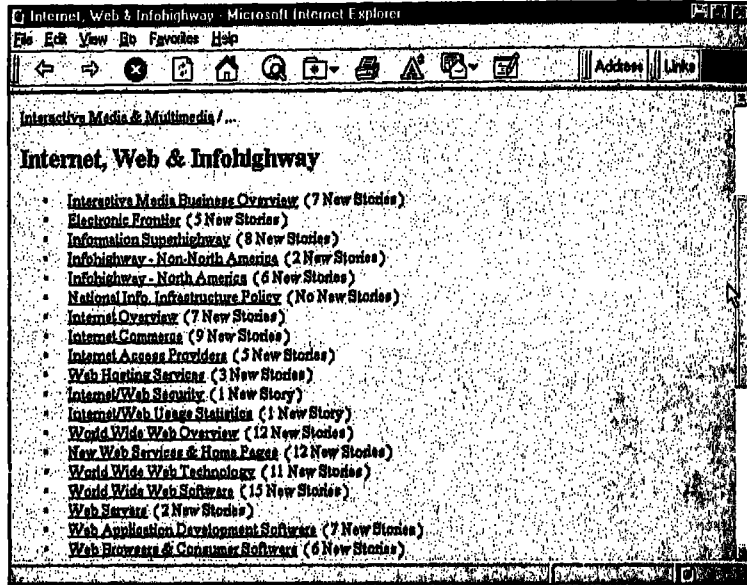 Internet, Web & Infohighway - Microsoft Internet Explorer
File Edit View Go Favorites Help
Address Links
Interactive Media & Multimedia / ...
Internet, Web & Infohighway
Interactive Media Business Overview (7 New Stories)
Electronic Frontier (5 New Stories)
Information Superhighway (8 New Stories)
Infohighway - Non-North America (2 New Stories)
Infohighway - North America (6 New Stories)
National Info. Infrastructure Policy (No New Stories)
Internet Overview (7 New Stories)
Internet Commerce (9 New Stories)
Internet Access Providers (5 New Stories)
Web Hosting Services (3 New Stories)
Internet/Web Security (1 New Story)
Internet/Web Usage Statistics (1 New Story)
World Wide Web Overview (12 New Stories)
New Web Services & Home Pages (12 New Stories)
World Wide Web Technology (11 New Stories)
World Wide Web Software (15 New Stories)
Web Servers (2 New Stories)
Web Application Development Software (7 New Stories)
Web Browsers & Consumer Software (6 New Stories)